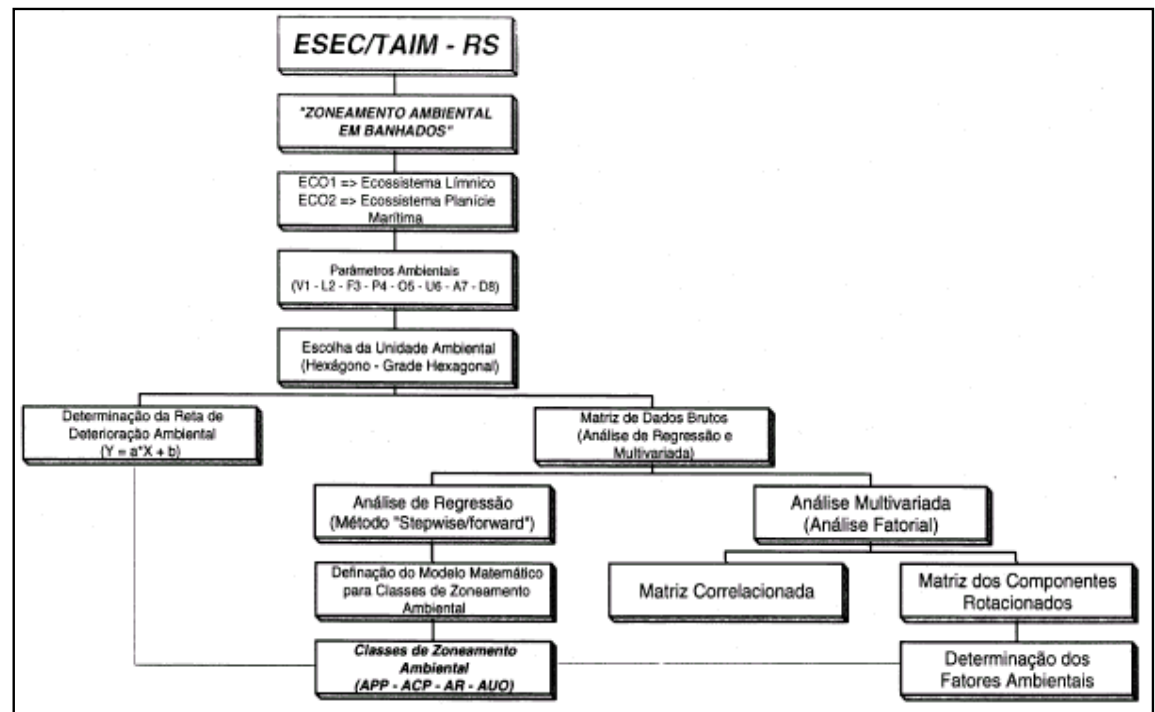 ESEC/TAIM - RS
"ZONEAMENTO AMBIENTAL
EM BANHADOS"
ECO1 => Ecossistema Límnico
ECO2 => Ecossistema Planície
Marítima
Parâmetros Ambientais
(V1 - L2 - F3 - P4 - O5 - U6 - A7 - D8)
Escolha da Unidade Ambiental
(Hexágono - Grade Hexagonal)
Determinação da Reta de
Deterioração Ambiental
(Y = a*X + b)
Matriz de Dados Brutos
(Análise de Regressão e
Multivariada)
Análise de Regressão
(Método "Stepwise/forward")
Análise Multivariada
(Análise Fatorial)
Definação do Modelo Matemático
para Classes de Zoneamento
Ambiental
Matriz Correlacionada
Matriz dos Componentes
Rotacionados
Classes de Zoneamento
Ambiental
(APP - ACP - AR - AUO)
Determinação dos
Fatores Ambientais